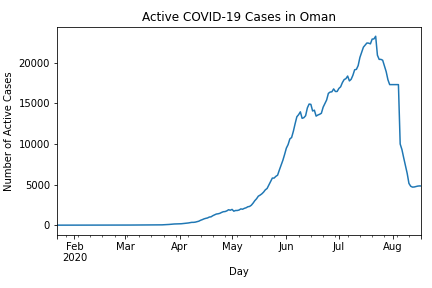 Active COVID-19 Cases in Oman
Number of Active Cases
20000
15000
10000
5000
0
Feb Mar Apr May Jun Jul Aug
2020
Day